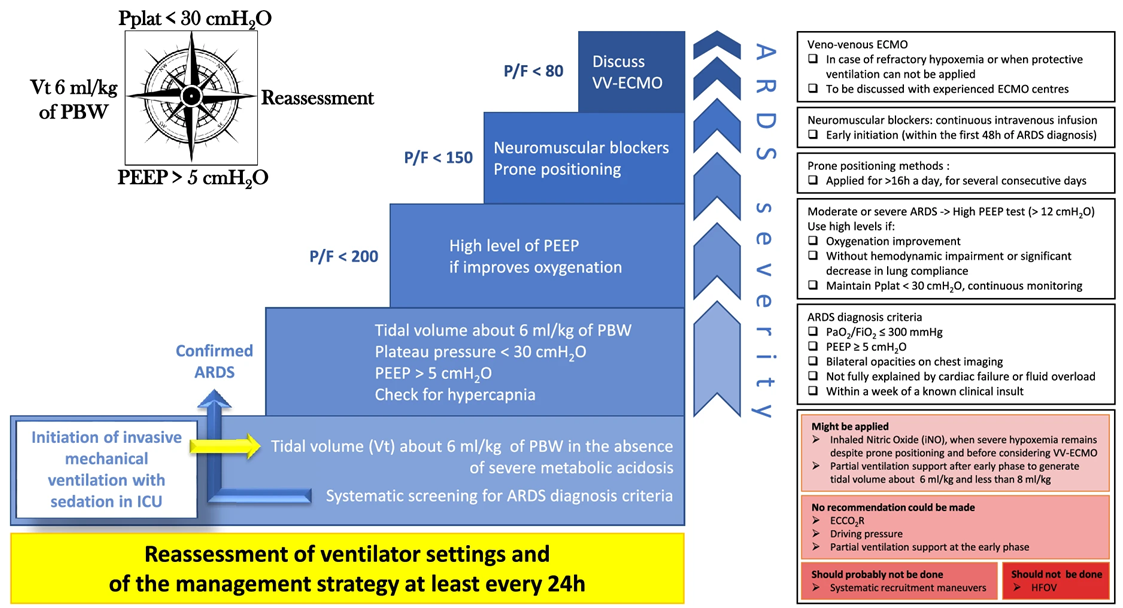 Pplat < 30 cmH₂O
Vt 6 ml/kg
of PBW
Reassessment
PEEP > 5 cmH₂O
P/F < 80
Discuss
VV-ECMO
P/F < 150
Neuromuscular blockers
Prone positioning
P/F < 200
High level of PEEP
if improves oxygenation
Confirmed
ARDS
Tidal volume about 6 ml/kg of PBW
Plateau pressure < 30 cmH₂O
PEEP > 5 cmH₂O
Check for hypercapnia
Initiation of invasive
mechanical
ventilation with
sedation in ICU
Tidal volume (Vt) about 6 ml/kg of PBW in the absence
of severe metabolic acidosis
Systematic screening for ARDS diagnosis criteria
Reassessment of ventilator settings and
of the management strategy at least every 24h
ARDS severity
Veno-venous ECMO
❑ In case of refractory hypoxemia or when protective
ventilation can not be applied
❑ To be discussed with experienced ECMO centres
Neuromuscular blockers: continuous intravenous infusion
❑ Early initiation (within the first 48h of ARDS diagnosis)
Prone positioning methods :
❑ Applied for >16h a day, for several consecutive days
Moderate or severe ARDS -> High PEEP test (> 12 cmH₂O)
Use high levels if:
❑ Oxygenation improvement
❑ Without hemodynamic impairment or significant
decrease in lung compliance
❑ Maintain Pplat < 30 cmH₂O, continuous monitoring
ARDS diagnosis criteria
❑ PaO₂/FiO₂ ≤ 300 mmHg
❑ PEEP ≥ 5 cmH₂O
❑ Bilateral opacities on chest imaging
❑ Not fully explained by cardiac failure or fluid overload
❑ Within a week of a known clinical insult
Might be applied
➢ Inhaled Nitric Oxide (iNO), when severe hypoxemia remains
despite prone positioning and before considering VV-ECMO
➢ Partial ventilation support after early phase to generate
tidal volume about 6 ml/kg and less than 8 ml/kg
No recommendation could be made
➢ ECCO₂R
➢ Driving pressure
➢ Partial ventilation support at the early phase
Should probably not be done
➢ Systematic recruitment maneuvers
Should not be done
➢ HFOV